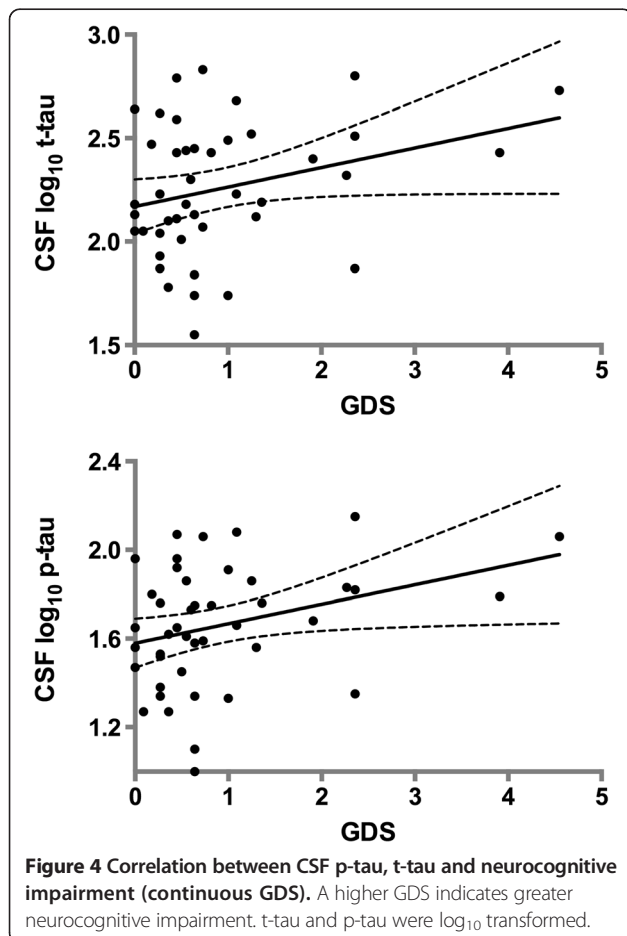 3.0
2.5
2.0
1.5
CSF log10 t-tau
0 1 2 3 4 5
GDS
2.4
2.0
1.6
1.2
CSF log10 p-tau
0 1 2 3 4 5
GDS
Figure 4 Correlation between CSF p-tau, t-tau and neurocognitive
impairment (continuous GDS). A higher GDS indicates greater
neurocognitive impairment. t-tau and p-tau were log10 transformed.